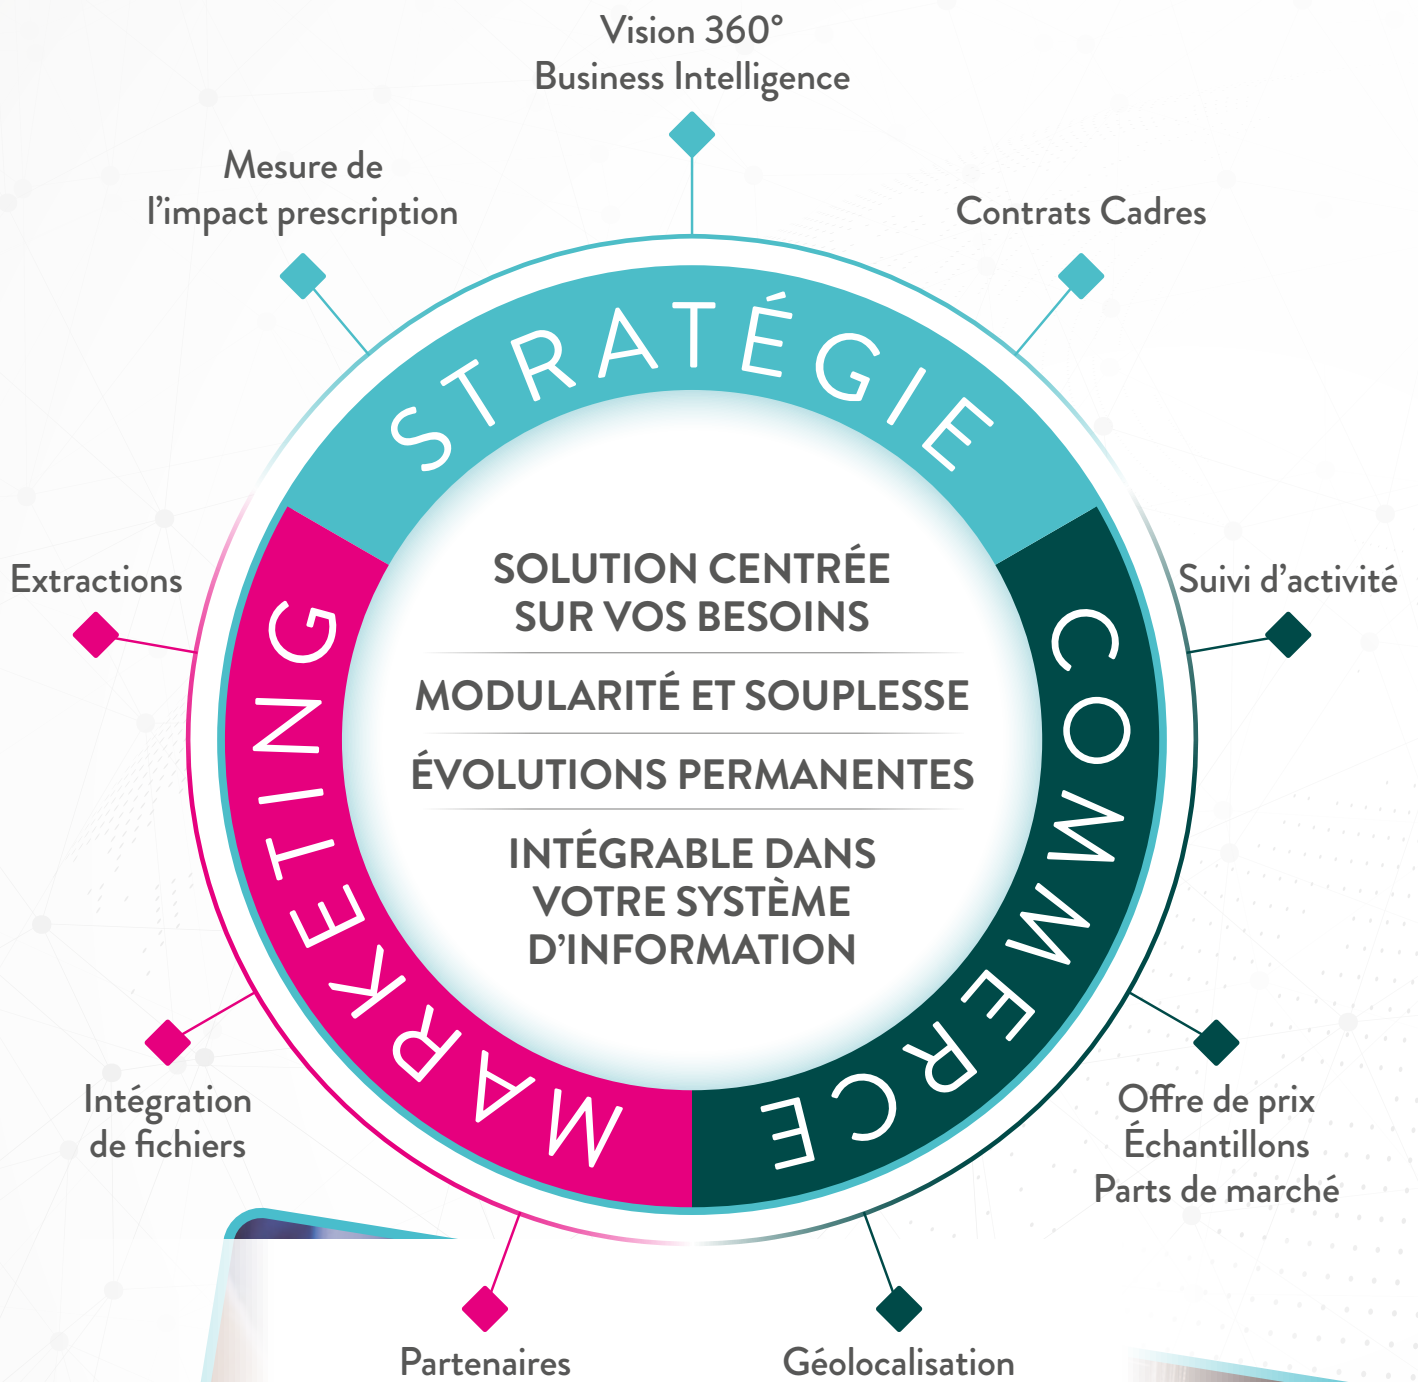 Vision 360°
Business Intelligence
Mesure de
l’impact prescription
Contrats Cadres
STRATÉGIE
Extractions
Suivi d’activité
MARKETING
COMMERCE
SOLUTION CENTRÉE
SUR VOS BESOINS
MODULARITÉ ET SOUPLESSE
ÉVOLUTIONS PERMANENTES
INTÉGRABLE DANS
VOTRE SYSTÈME
D’INFORMATION
Intégration
de fichiers
Offre de prix
Échantillons
Parts de marché
Partenaires
Géolocalisation